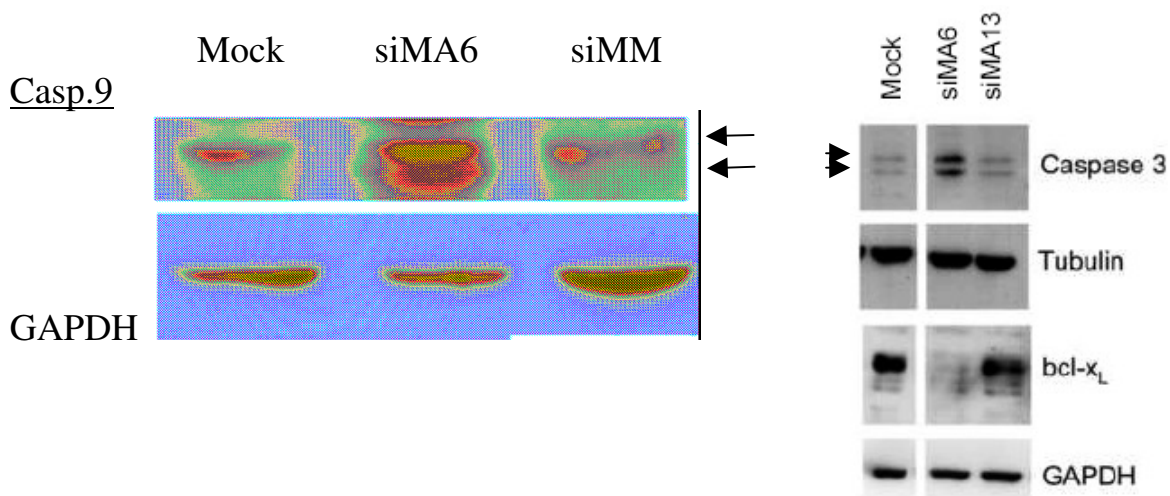 Mock siMA6 siMM
Casp.9
GAPDH
Mock siMA6 siMA13
Caspase 3
Tubulin
bcl-xL
GAPDH